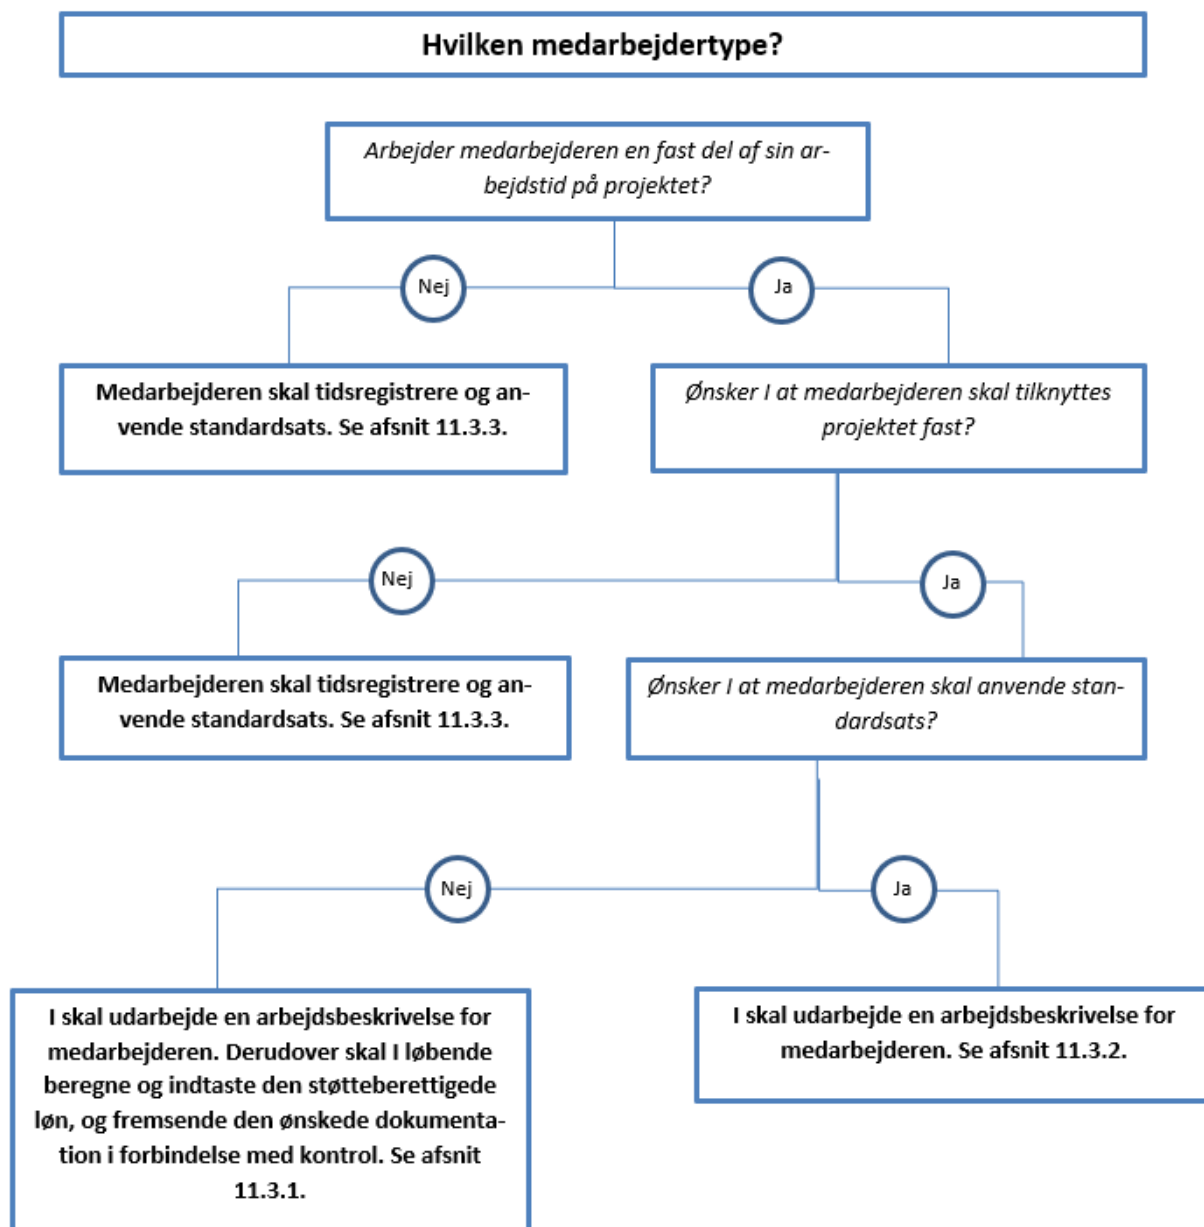 Hvilken medarbejdertype?
Arbejder medarbejderen en fast del af sin ar-
bejdstid på projektet?
Nej
Ja
Medarbejderen skal tidsregistrere og an-
vende standardsats. Se afsnit 11.3.3.
Ønsker I at medarbejderen skal tilknyttes
projektet fast?
Nej
Ja
Medarbejderen skal tidsregistrere og an-
vende standardsats. Se afsnit 11.3.3.
Ønsker I at medarbejderen skal anvende stan-
dardsats?
Nej
Ja
I skal udarbejde en arbejdsbeskrivelse for
medarbejderen. Derudover skal I løbende
beregne og indtaste den støtteberettigede
løn, og fremsende den ønskede dokumenta-
tion i forbindelse med kontrol. Se afsnit
11.3.1.
I skal udarbejde en arbejdsbeskrivelse for
medarbejderen. Se afsnit 11.3.2.